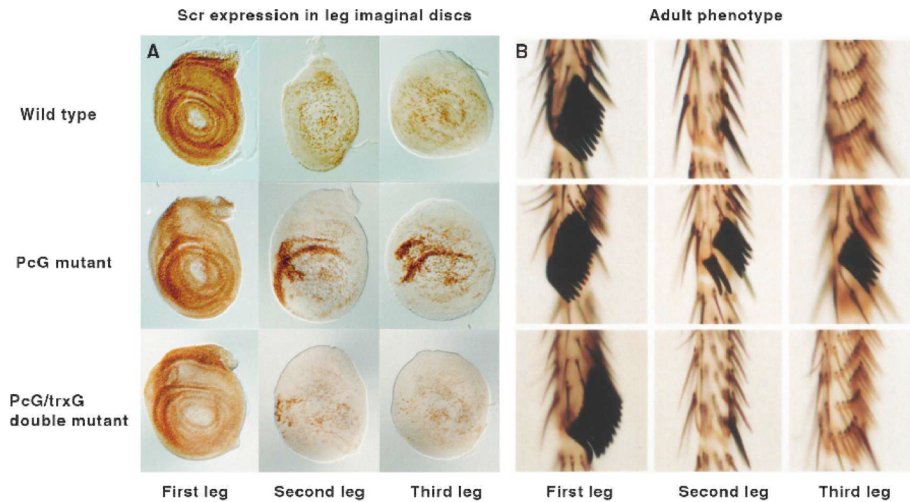 Scr expression in leg imaginal discs
Adult phenotype
A
B
Wild type
PcG mutant
PcG/trxG
double mutant
First leg
Second leg
Third leg
First leg
Second leg
Third leg